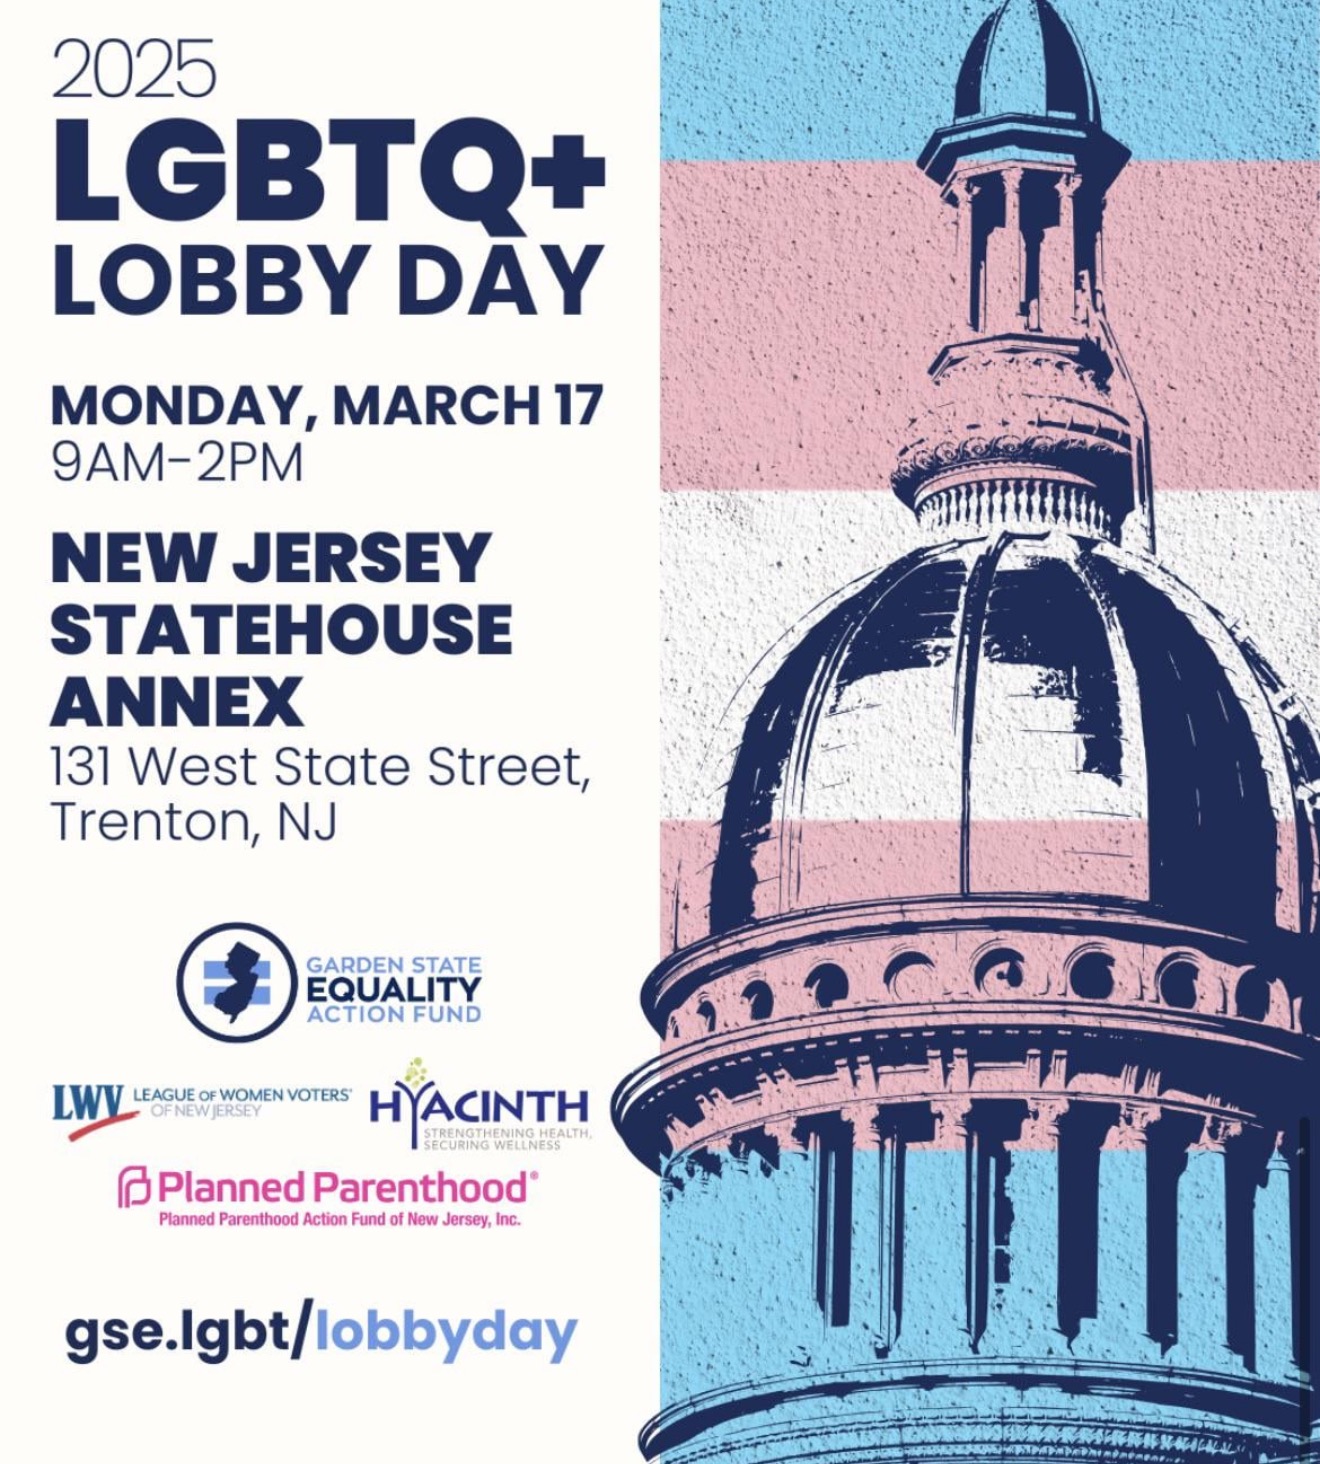 2025
LGBTQ+
LOBBY DAY
MONDAY, MARCH 17
9AM–2PM
NEW JERSEY
STATEHOUSE
ANNEX
131 West State Street,
Trenton, NJ
GARDEN STATE
EQUALITY
ACTION FUND
LWV LEAGUE OF WOMEN VOTERS®
OF NEW JERSEY
HYACINTH
STRENGTHENING HEALTH,
SECURING WELLNESS
Planned Parenthood®
Planned Parenthood Action Fund of New Jersey, Inc.
gse.lgbt/lobbyday